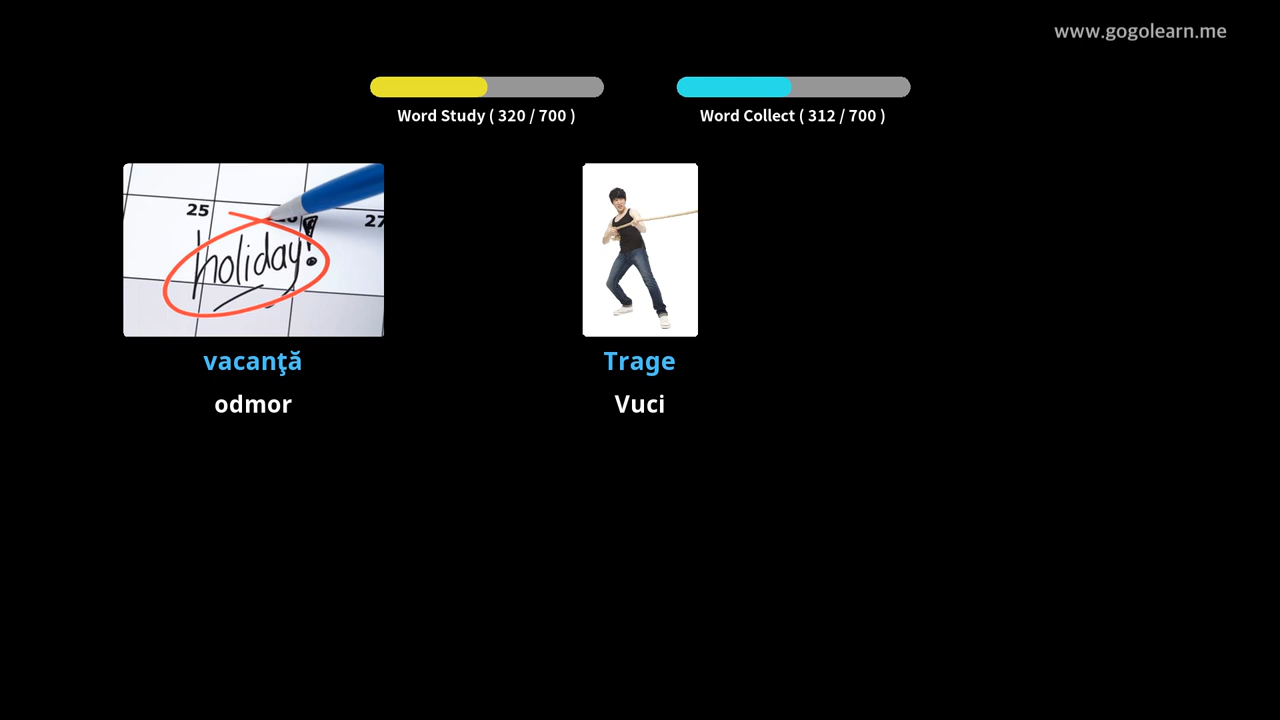 www.gogolearn.me
Word Study ( 320 / 700 )
Word Collect ( 312 / 700 )
25
27
holiday!
vacanţă
Trage
odmor
Vuci